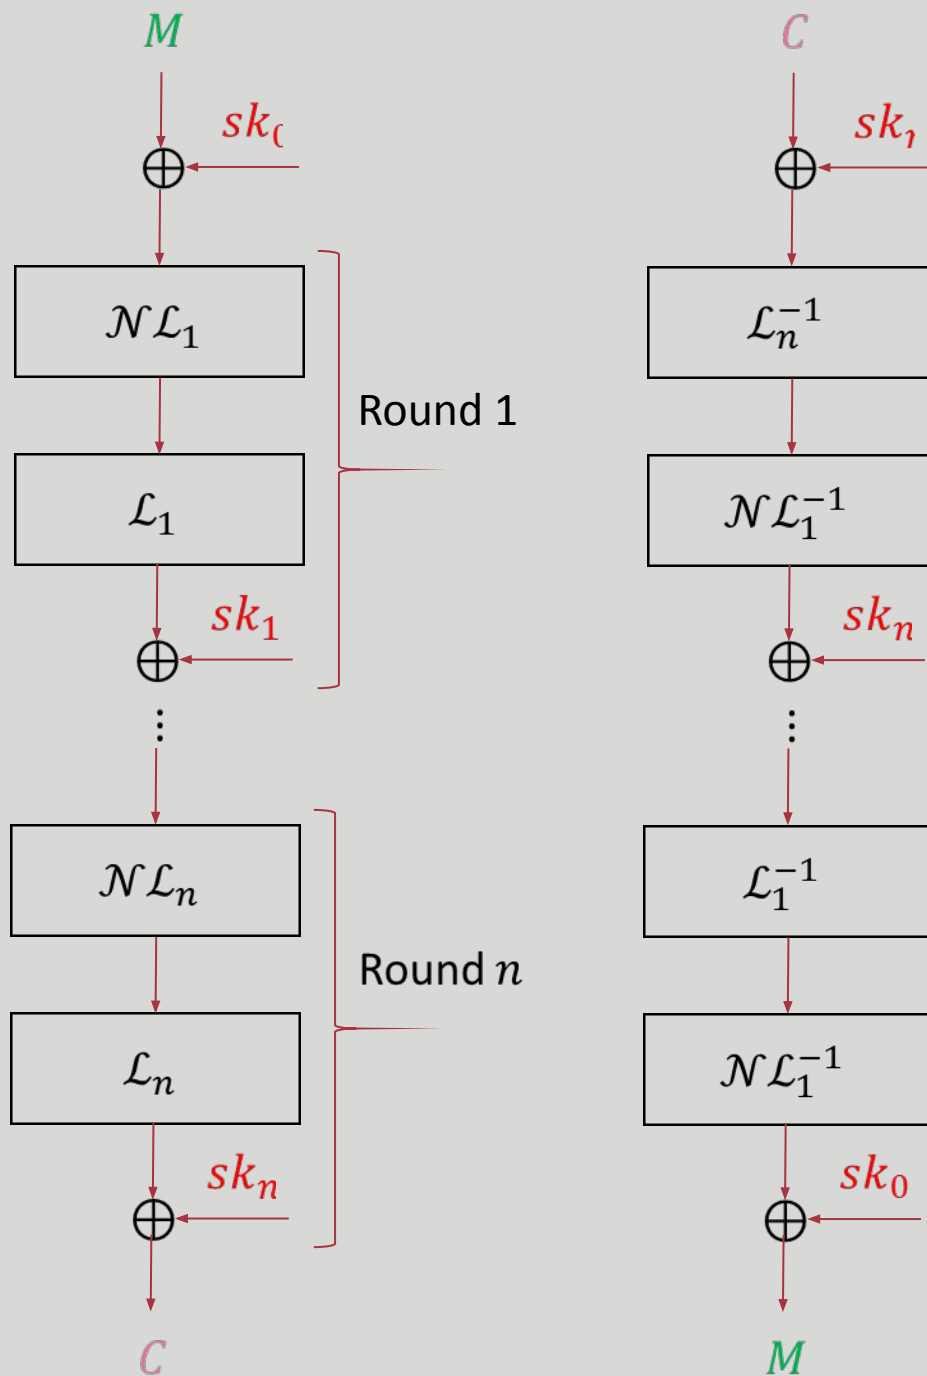 M
sk₀
𝒩ℒ₁
ℒ₁
Round 1
sk₁
⋮
𝒩ℒₙ
ℒₙ
Round n
skₙ
C
C
sk
ℒₙ⁻¹
𝒩ℒ₁⁻¹
skₙ
⋮
ℒ₁⁻¹
𝒩ℒ₁⁻¹
sk₀
M